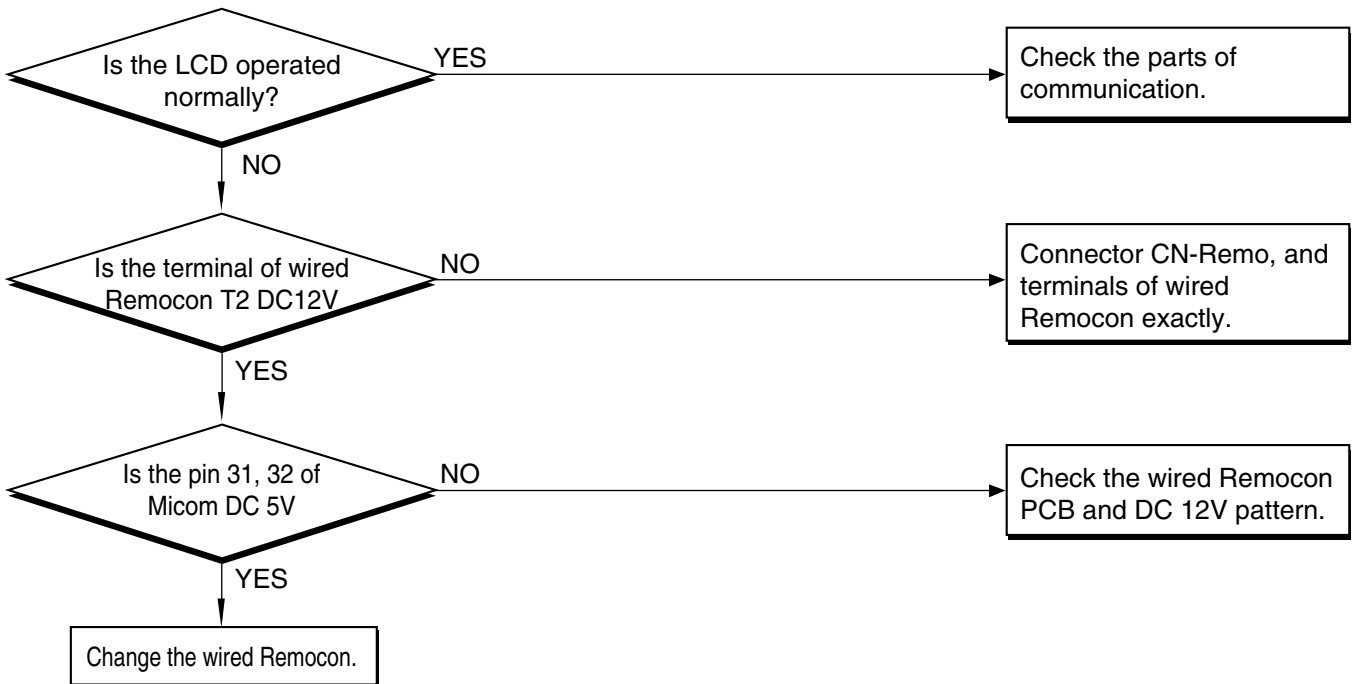 Is the LCD operated
normally?
YES
Check the parts of
communication.
NO
Is the terminal of wired
Remocon T2 DC12V
NO
Connector CN-Remo, and
terminals of wired
Remocon exactly.
YES
Is the pin 31, 32 of
Micom DC 5V
NO
Check the wired Remocon
PCB and DC 12V pattern.
YES
Change the wired Remocon.